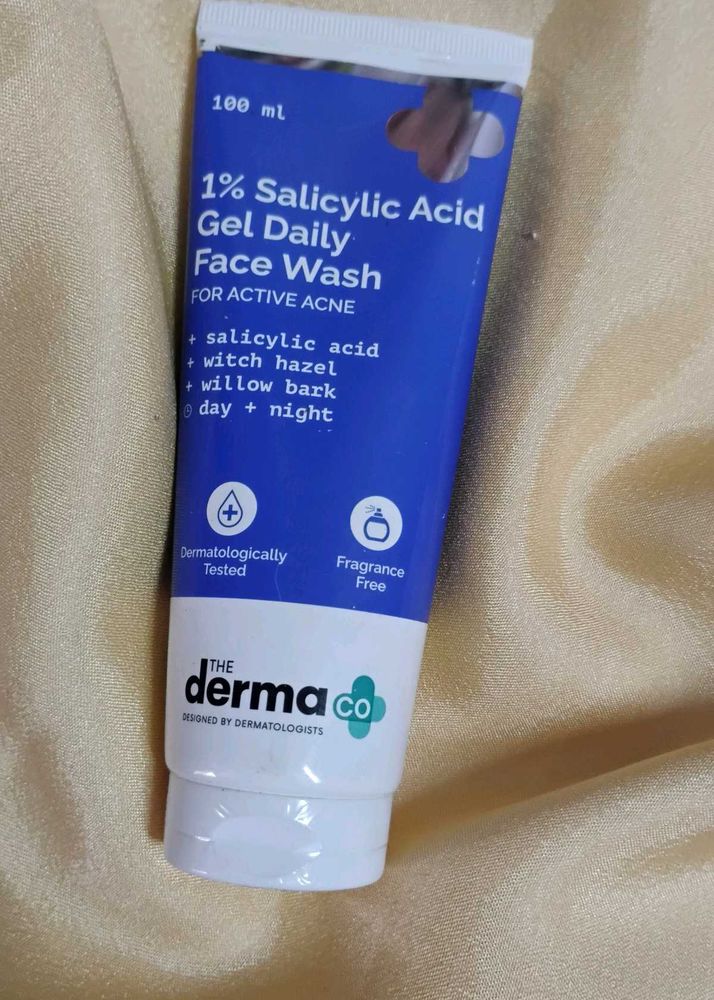 100 ml
1% Salicylic Acid
Gel Daily
Face Wash
FOR ACTIVE ACNE
+ salicylic acid
+ witch hazel
+ willow bark
day + night
Dermatologically
Tested
Fragrance
Free
THE
derma co
DESIGNED BY DERMATOLOGISTS